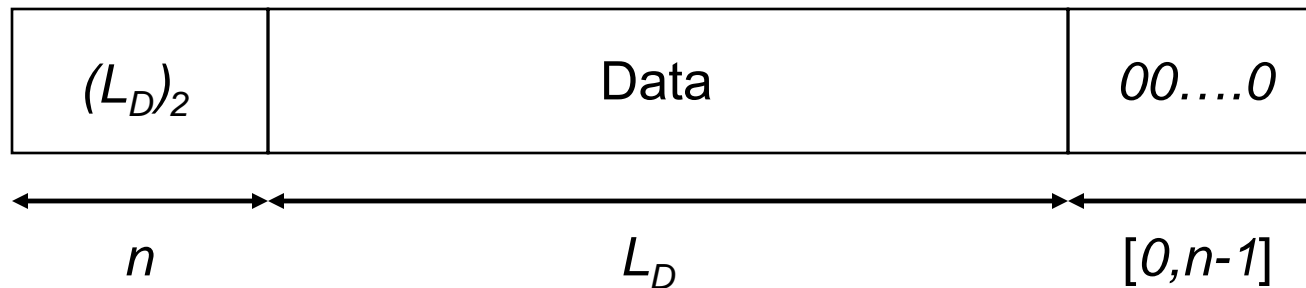 (L_D)_2 Data 00....0
n L_D [0,n-1]